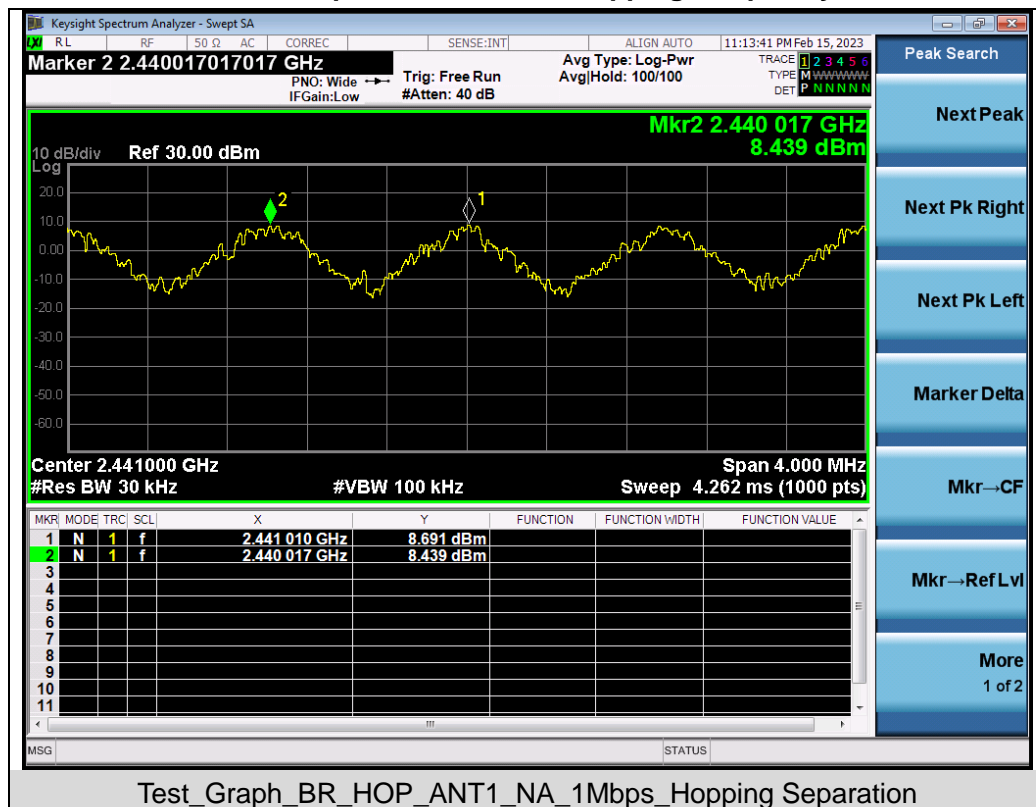 Keysight Spectrum Analyzer - Swept SA
LXI RL RF 50 Ω AC CORREC SENSE:INT ALIGN AUTO 11:13:41 PM Feb 15, 2023
Marker 2 2.440017017017 GHz
PNO: Wide
IFGain:Low
Trig: Free Run
#Atten: 40 dB
Avg Type: Log-Pwr
Avg|Hold: 100/100
TRACE 1 2 3 4 5 6
TYPE M WWWWW
DET P N N N N N
Mkr2 2.440 017 GHz
8.439 dBm
10 dB/div Ref 30.00 dBm
Log
20.0
10.0
0.00
-10.0
-20.0
-30.0
-40.0
-50.0
-60.0
2
1
Center 2.441000 GHz Span 4.000 MHz
#Res BW 30 kHz #VBW 100 kHz Sweep 4.262 ms (1000 pts)
MKR MODE TRC SCL X Y FUNCTION FUNCTION WIDTH FUNCTION VALUE
1 N 1 f 2.441 010 GHz 8.691 dBm
2 N 1 f 2.440 017 GHz 8.439 dBm
3
4
5
6
7
8
9
10
11
MSG STATUS
Peak Search
Next Peak
Next Pk Right
Next Pk Left
Marker Delta
Mkr→CF
Mkr→Ref Lvl
More
1 of 2
Test_Graph_BR_HOP_ANT1_NA_1Mbps_Hopping Separation